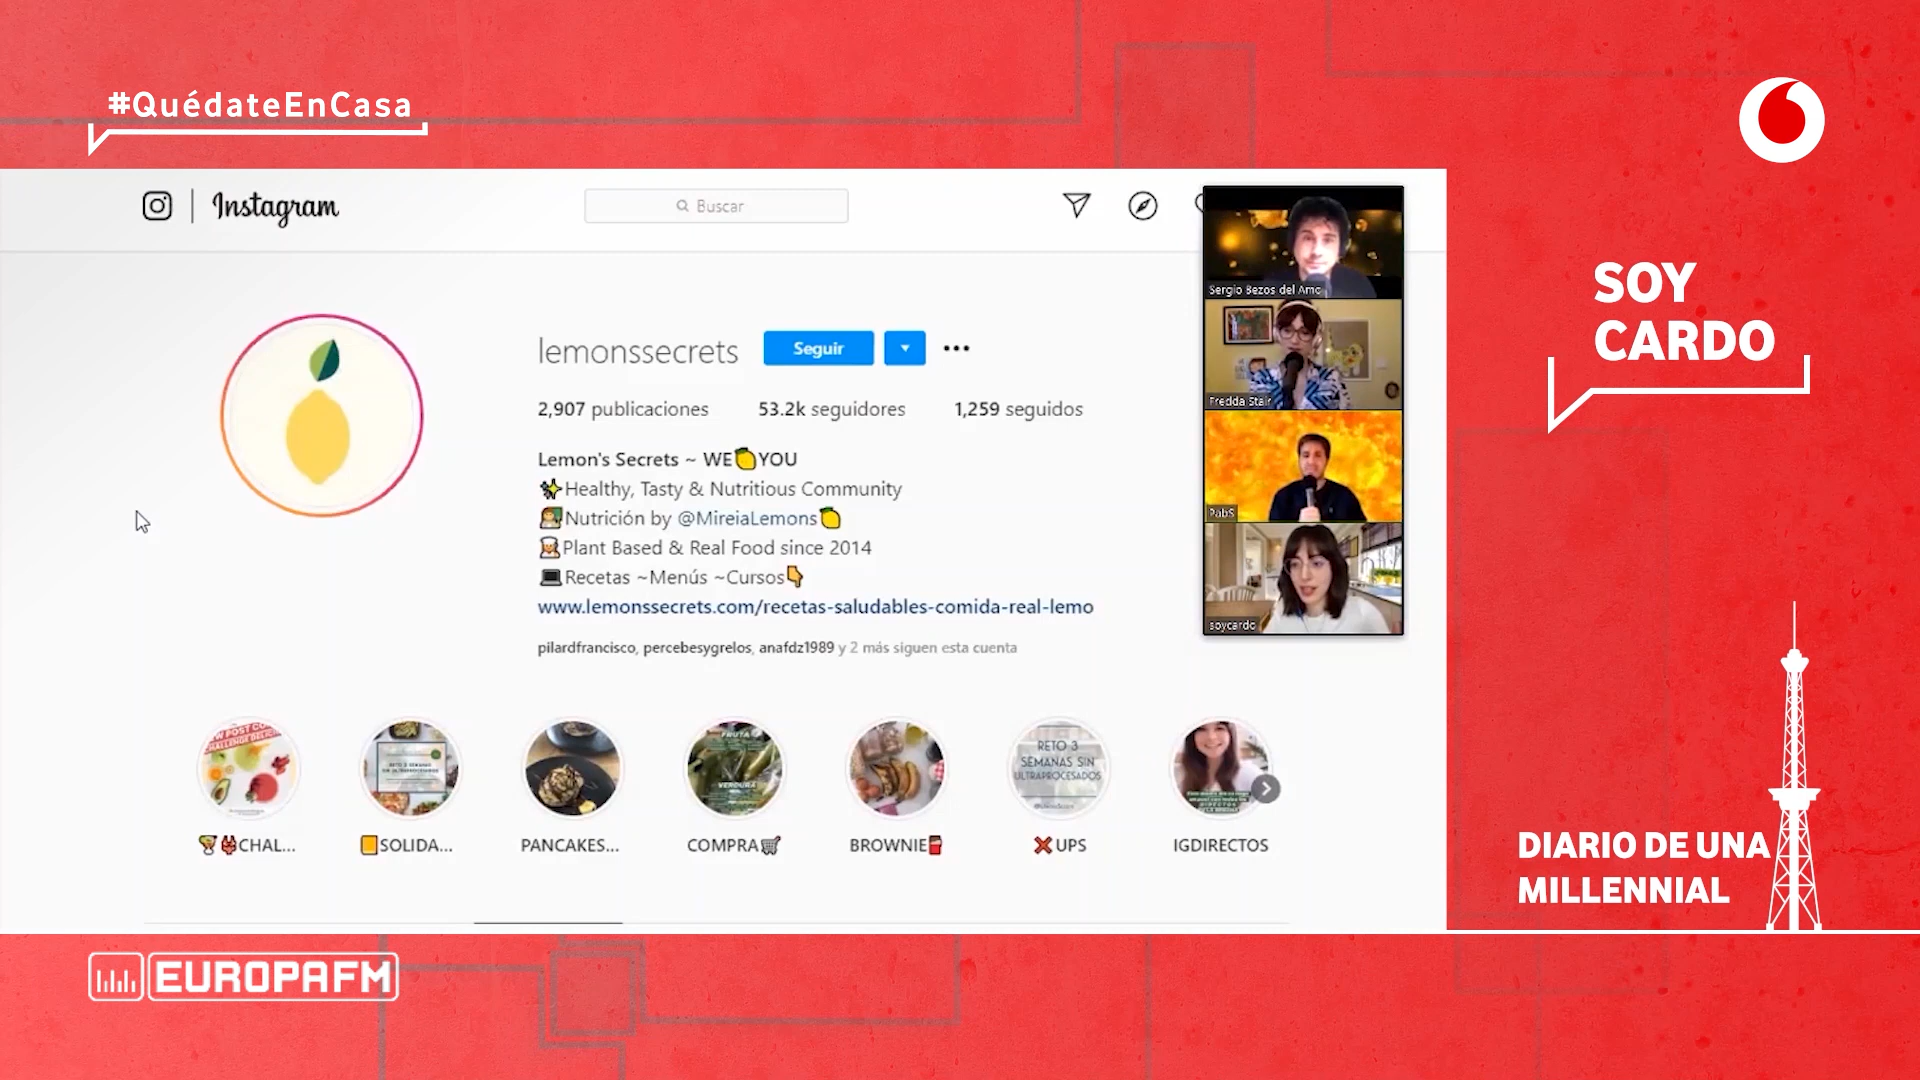 #QuédateEnCasa
Instagram
Buscar
lemonssecrets
Seguir
2,907 publicaciones
53.2k seguidores
1,259 seguidos
Lemon's Secrets ~ WE🍋YOU
✨Healthy, Tasty & Nutritious Community
👩‍🏫Nutrición by @MireiaLemons🍋
👩‍🍳Plant Based & Real Food since 2014
💻Recetas ~Menús ~Cursos👇
www.lemonssecrets.com/recetas-saludables-comida-real-lemo
pilardfrancisco, percebesygrelos, anafdz1989 y 2 más siguen esta cuenta
Sergio Bezos del Amo
Fredda Stair
PabS
soycardo
FRUTA
VERDURA
RETO 3
SEMANAS SIN
ULTRAPROCESADOS
🏆👙CHAL...
📒SOLIDA...
PANCAKES...
COMPRA🛒
BROWNIE🥫
❌UPS
IGDIRECTOS
SOY
CARDO
DIARIO DE UNA
MILLENNIAL
EUROPAFM